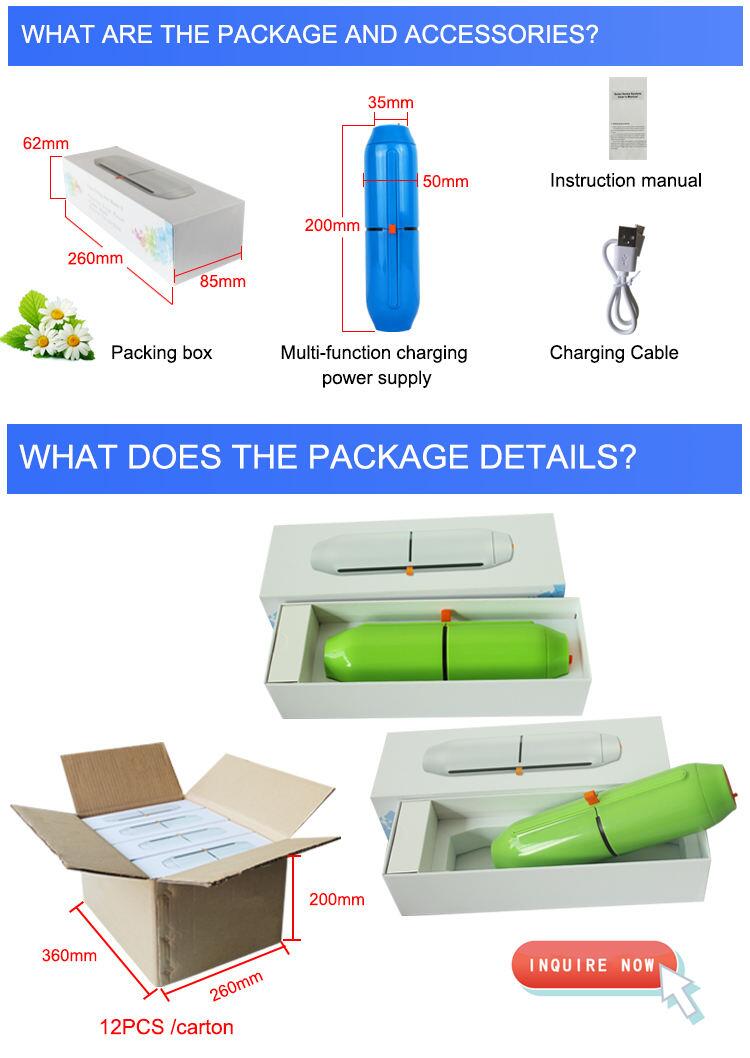 WHAT ARE THE PACKAGE AND ACCESSORIES?
35mm
62mm
50mm
200mm
260mm
85mm
Instruction manual
Packing box
Multi-function charging
power supply
Charging Cable
WHAT DOES THE PACKAGE DETAILS?
200mm
360mm
260mm
12PCS /carton
INQUIRE NOW